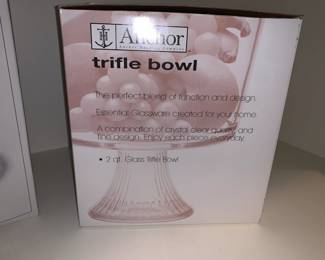 Anchor
trifle bowl
The perfect blend of function and design.
Essential Glassware created for your home.
A combination of crystal clear quality and
fine design. Enjoy each piece everyday.
• 2 qt. Glass Trifle Bowl